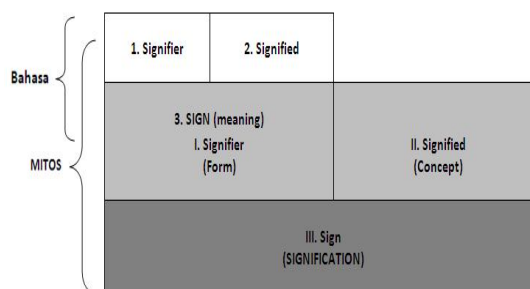 1. Signifier
2. Signified
Bahasa
3. SIGN (meaning)
I. Signifier
(Form)
II. Signified
(Concept)
MITOS
III. Sign
(SIGNIFICATION)